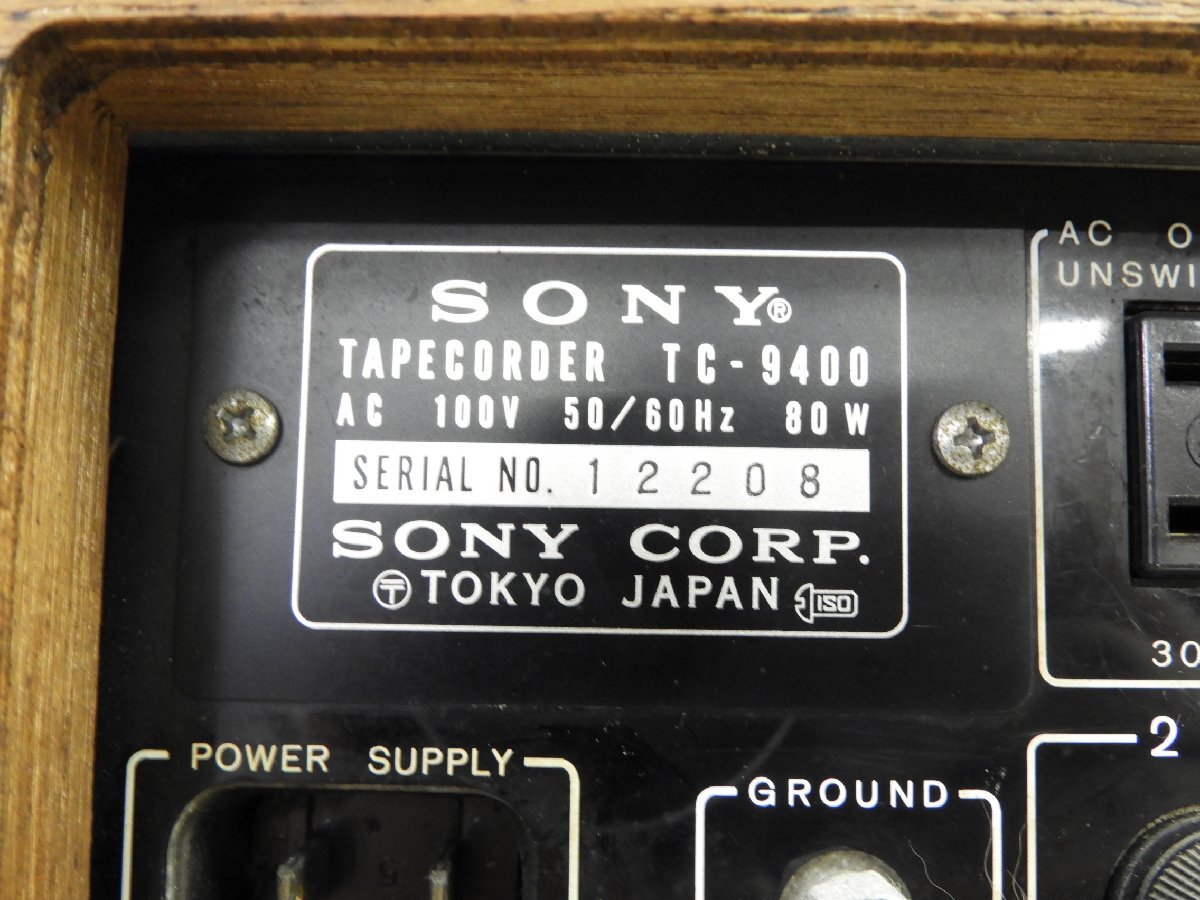 SONY®
TAPECORDER TC-9400
AC 100V 50/60Hz 80W
SERIAL NO. 12208
SONY CORP.
〶 TOKYO JAPAN ISO
AC
30
POWER SUPPLY
GROUND
2